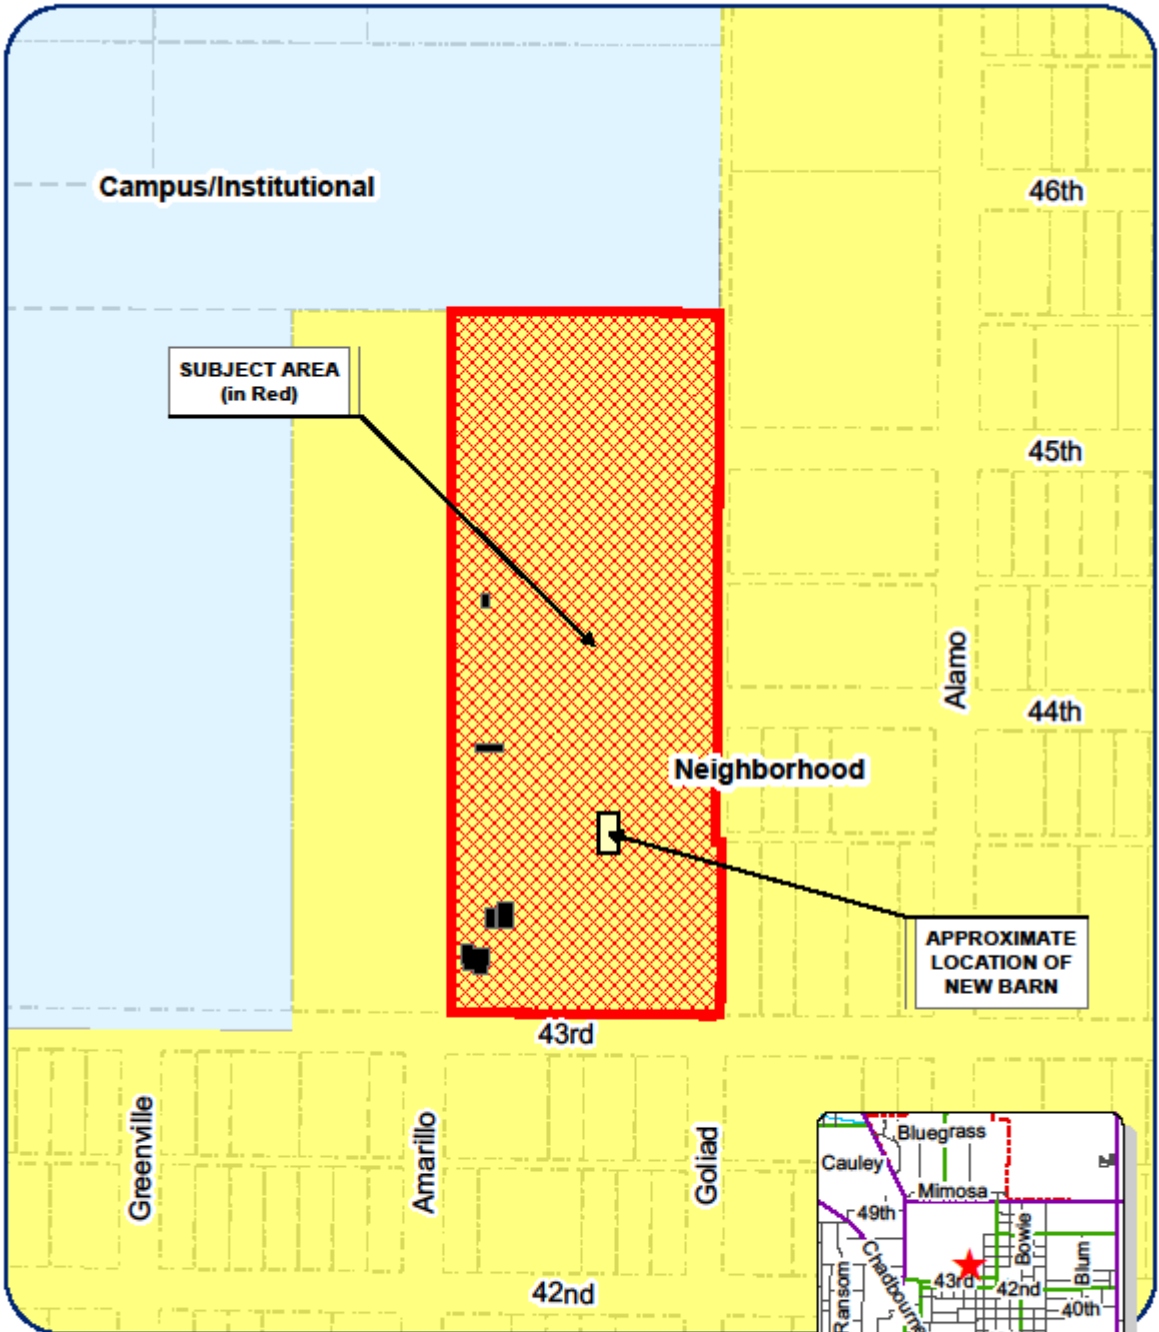 Campus/Institutional
46th
SUBJECT AREA
(in Red)
45th
Alamo
44th
Neighborhood
APPROXIMATE
LOCATION OF
NEW BARN
43rd
Greenville
Amarillo
Goliad
42nd
Bluegrass
Cauley
Mimosa
49th
Bowie
Blum
Chadbourne
Ransom
43rd
42nd
40th